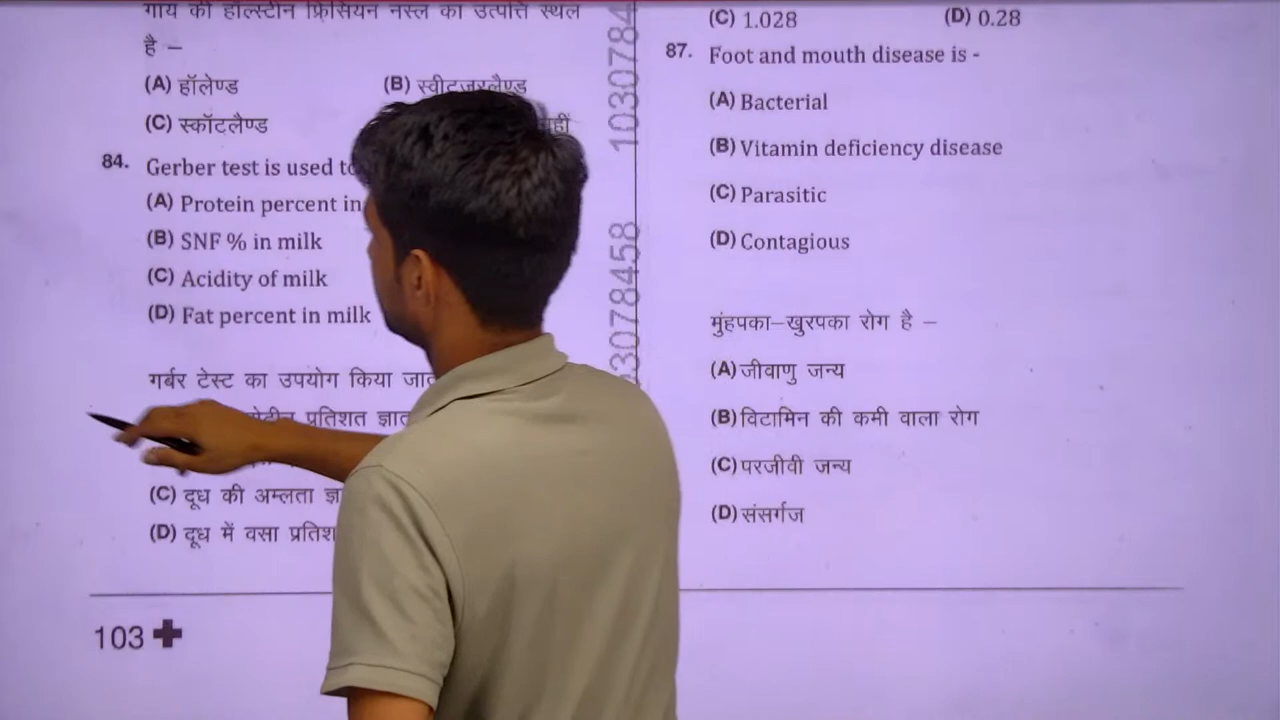 गाय की हॉल्स्टीन फ्रिसियन नस्ल का उत्पत्ति स्थल
है –
(A) हॉलेण्ड (B) स्वीटजरलैण्ड
(C) स्कॉटलैण्ड
84. Gerber test is used
(A) Protein percent in
(B) SNF % in milk
(C) Acidity of milk
(D) Fat percent in milk
गर्बर टेस्ट का उपयोग किया
प्रतिशत
(C) दूध की अम्लता
(D) दूध में वसा
103
1030784
(C) 1.028 (D) 0.28
87. Foot and mouth disease is -
(A) Bacterial
(B) Vitamin deficiency disease
(C) Parasitic
(D) Contagious
मुंहपका–खुरपका रोग है –
(A) जीवाणु जन्य
(B) विटामिन की कमी वाला रोग
(C) परजीवी जन्य
(D) संसर्गज